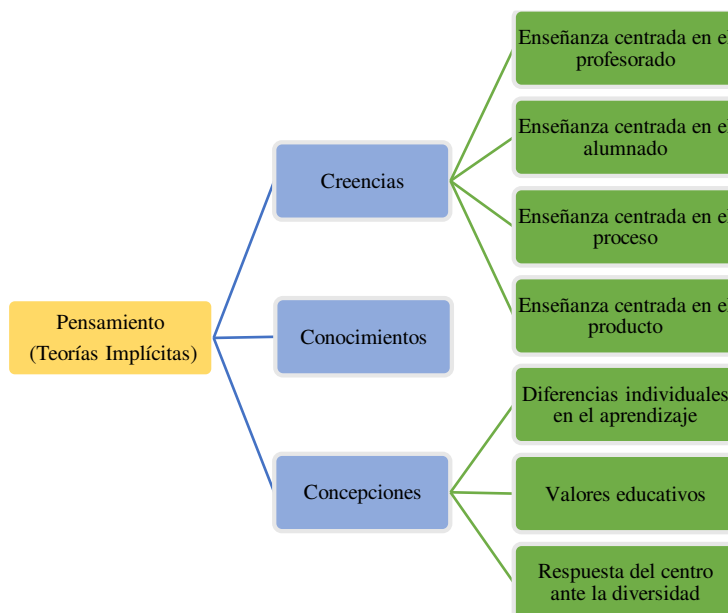 Pensamiento
(Teorías Implícitas)
Creencias
Conocimientos
Concepciones
Enseñanza centrada en el
profesorado
Enseñanza centrada en el
alumnado
Enseñanza centrada en el
proceso
Enseñanza centrada en el
producto
Diferencias individuales
en el aprendizaje
Valores educativos
Respuesta del centro
ante la diversidad